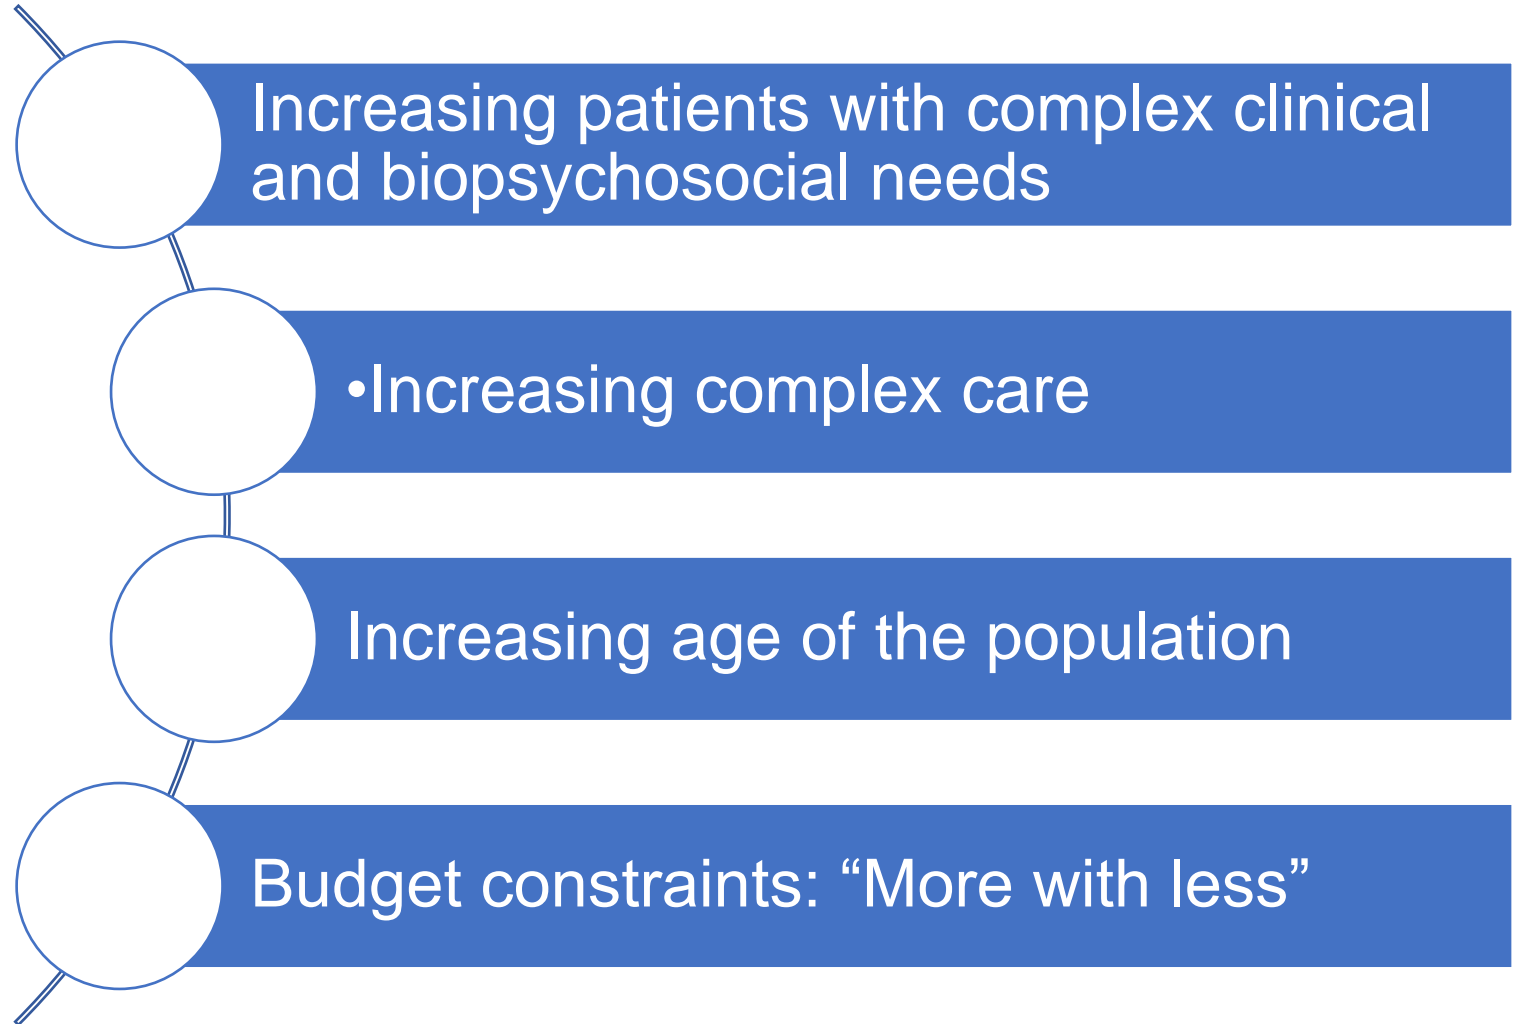 Increasing patients with complex clinical
and biopsychosocial needs
•Increasing complex care
Increasing age of the population
Budget constraints: “More with less”